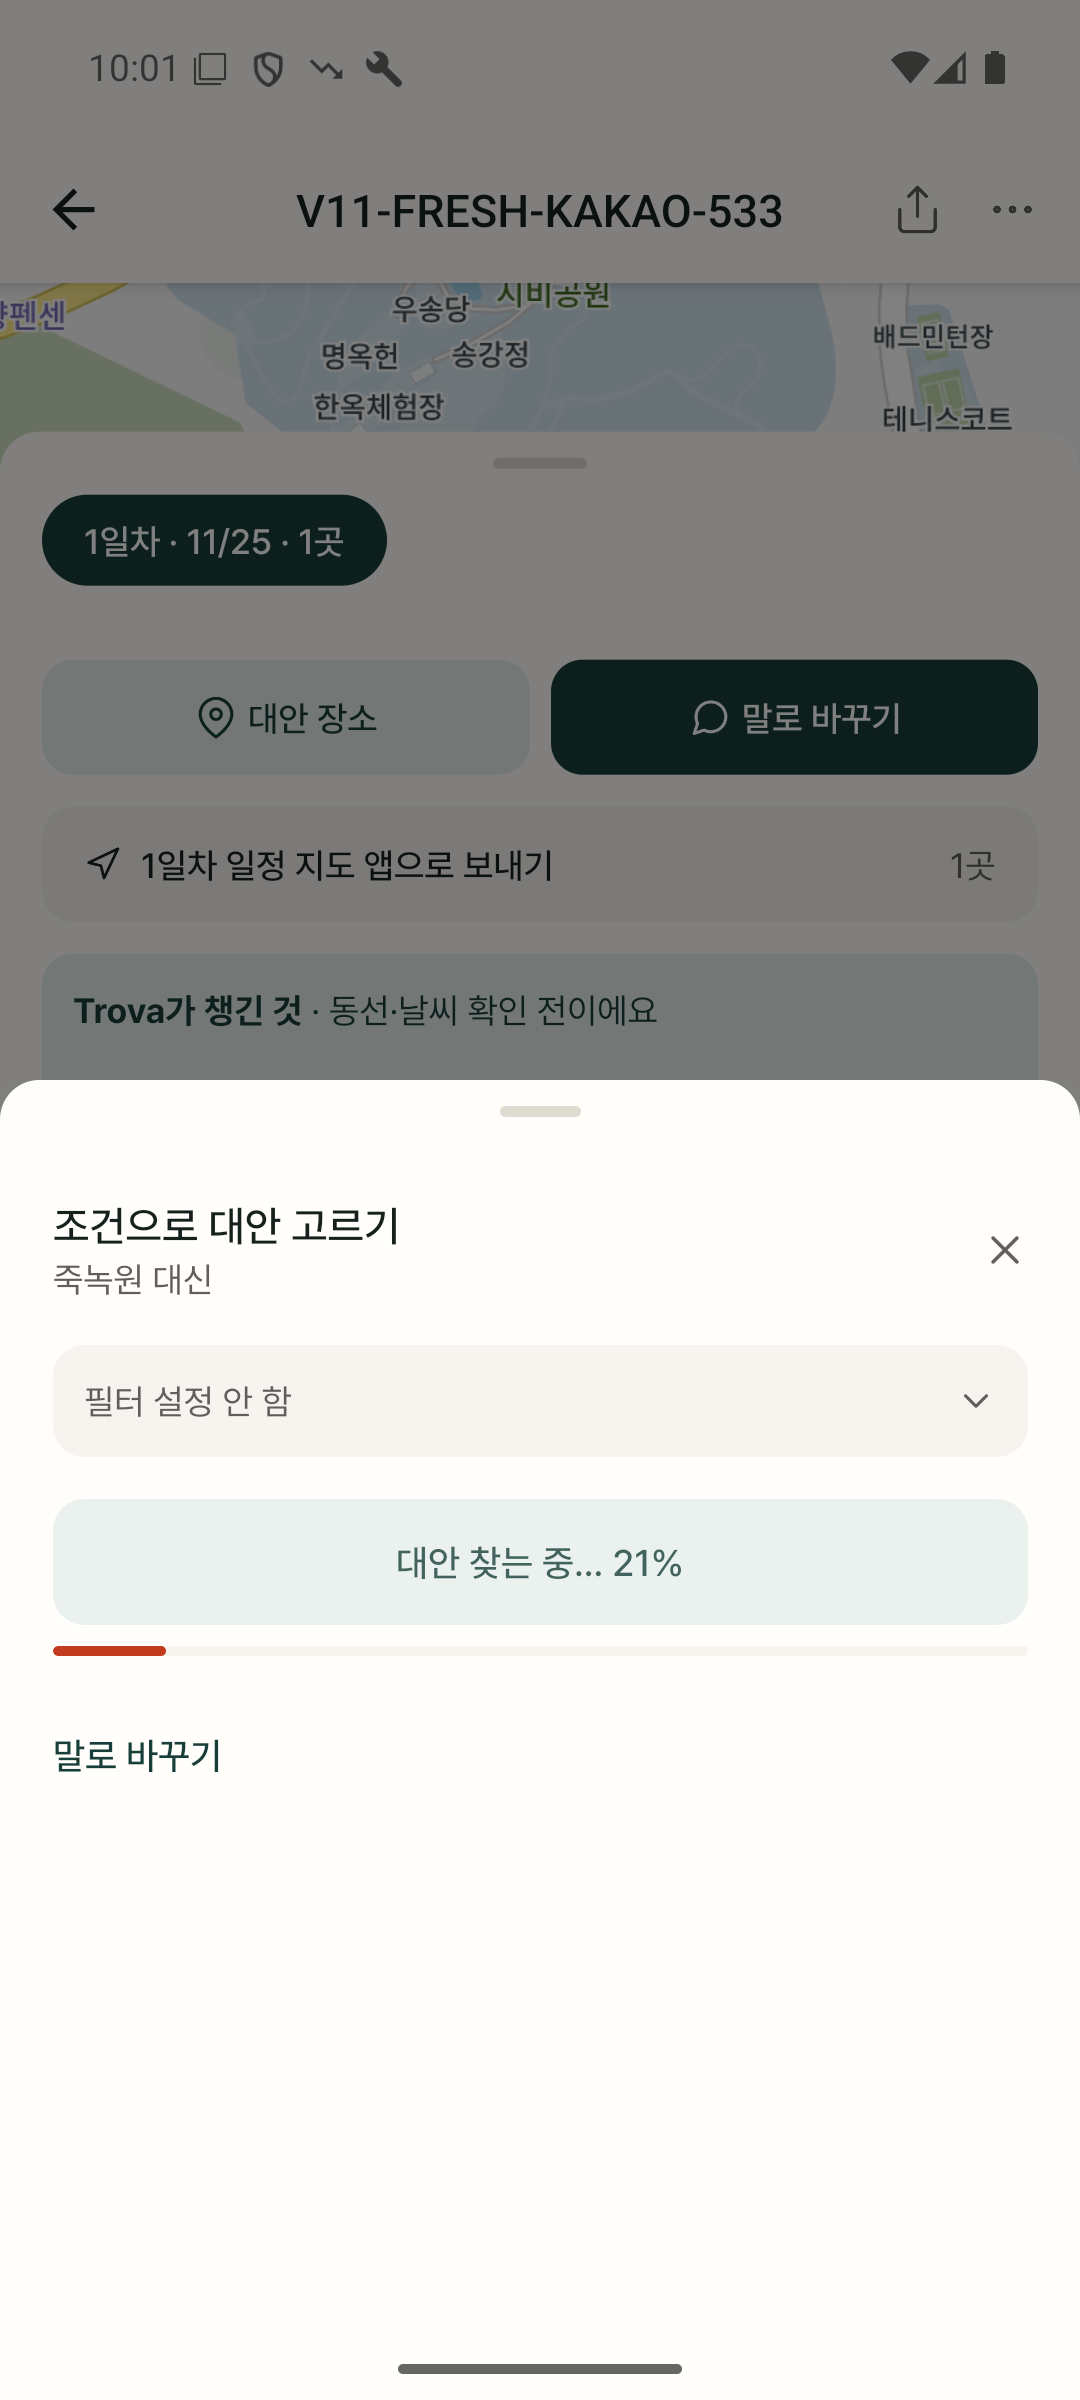 10:01
V11-FRESH-KAKAO-533
우송당
명옥헌
송강정
한옥체험장
배드민턴장
테니스코트
1일차 · 11/25 · 1곳
대안 장소
말로 바꾸기
1일차 일정 지도 앱으로 보내기
1곳
Trova가 챙긴 것 · 동선·날씨 확인 전이에요
조건으로 대안 고르기
죽녹원 대신
필터 설정 안 함
대안 찾는 중... 21%
말로 바꾸기